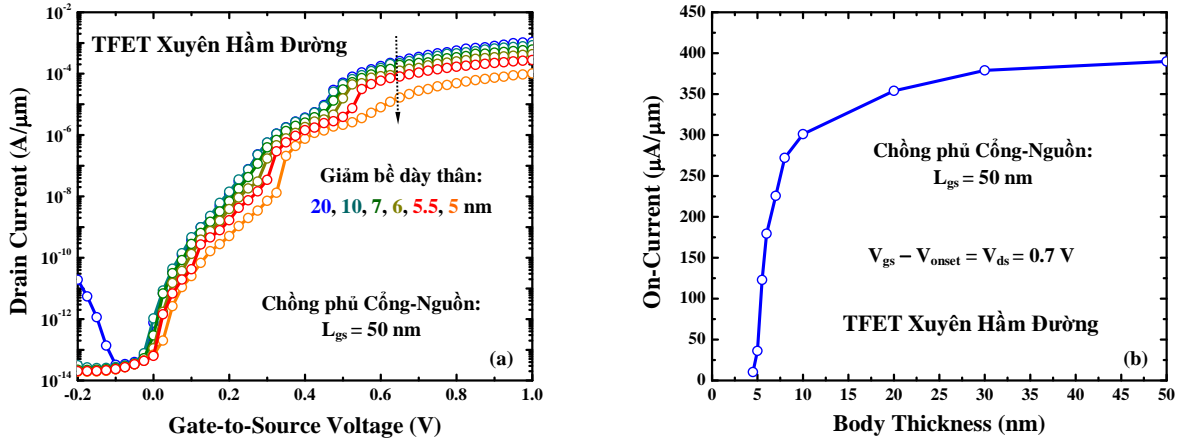 10⁻²
10⁻⁴
10⁻⁶
10⁻⁸
10⁻¹⁰
10⁻¹²
10⁻¹⁴
Drain Current (A/μm)
TFET Xuyên Hầm Đường
Giảm bề dày thân:
20, 10, 7, 6, 5.5, 5 nm
Chồng phủ Cổng-Nguồn:
L_gs = 50 nm
(a)
-0.2 0.0 0.2 0.4 0.6 0.8 1.0
Gate-to-Source Voltage (V)
450
400
350
300
250
200
150
100
50
0
On-Current (μA/μm)
Chồng phủ Cổng-Nguồn:
L_gs = 50 nm
V_gs − V_onset = V_ds = 0.7 V
TFET Xuyên Hầm Đường
(b)
0 5 10 15 20 25 30 35 40 45 50
Body Thickness (nm)